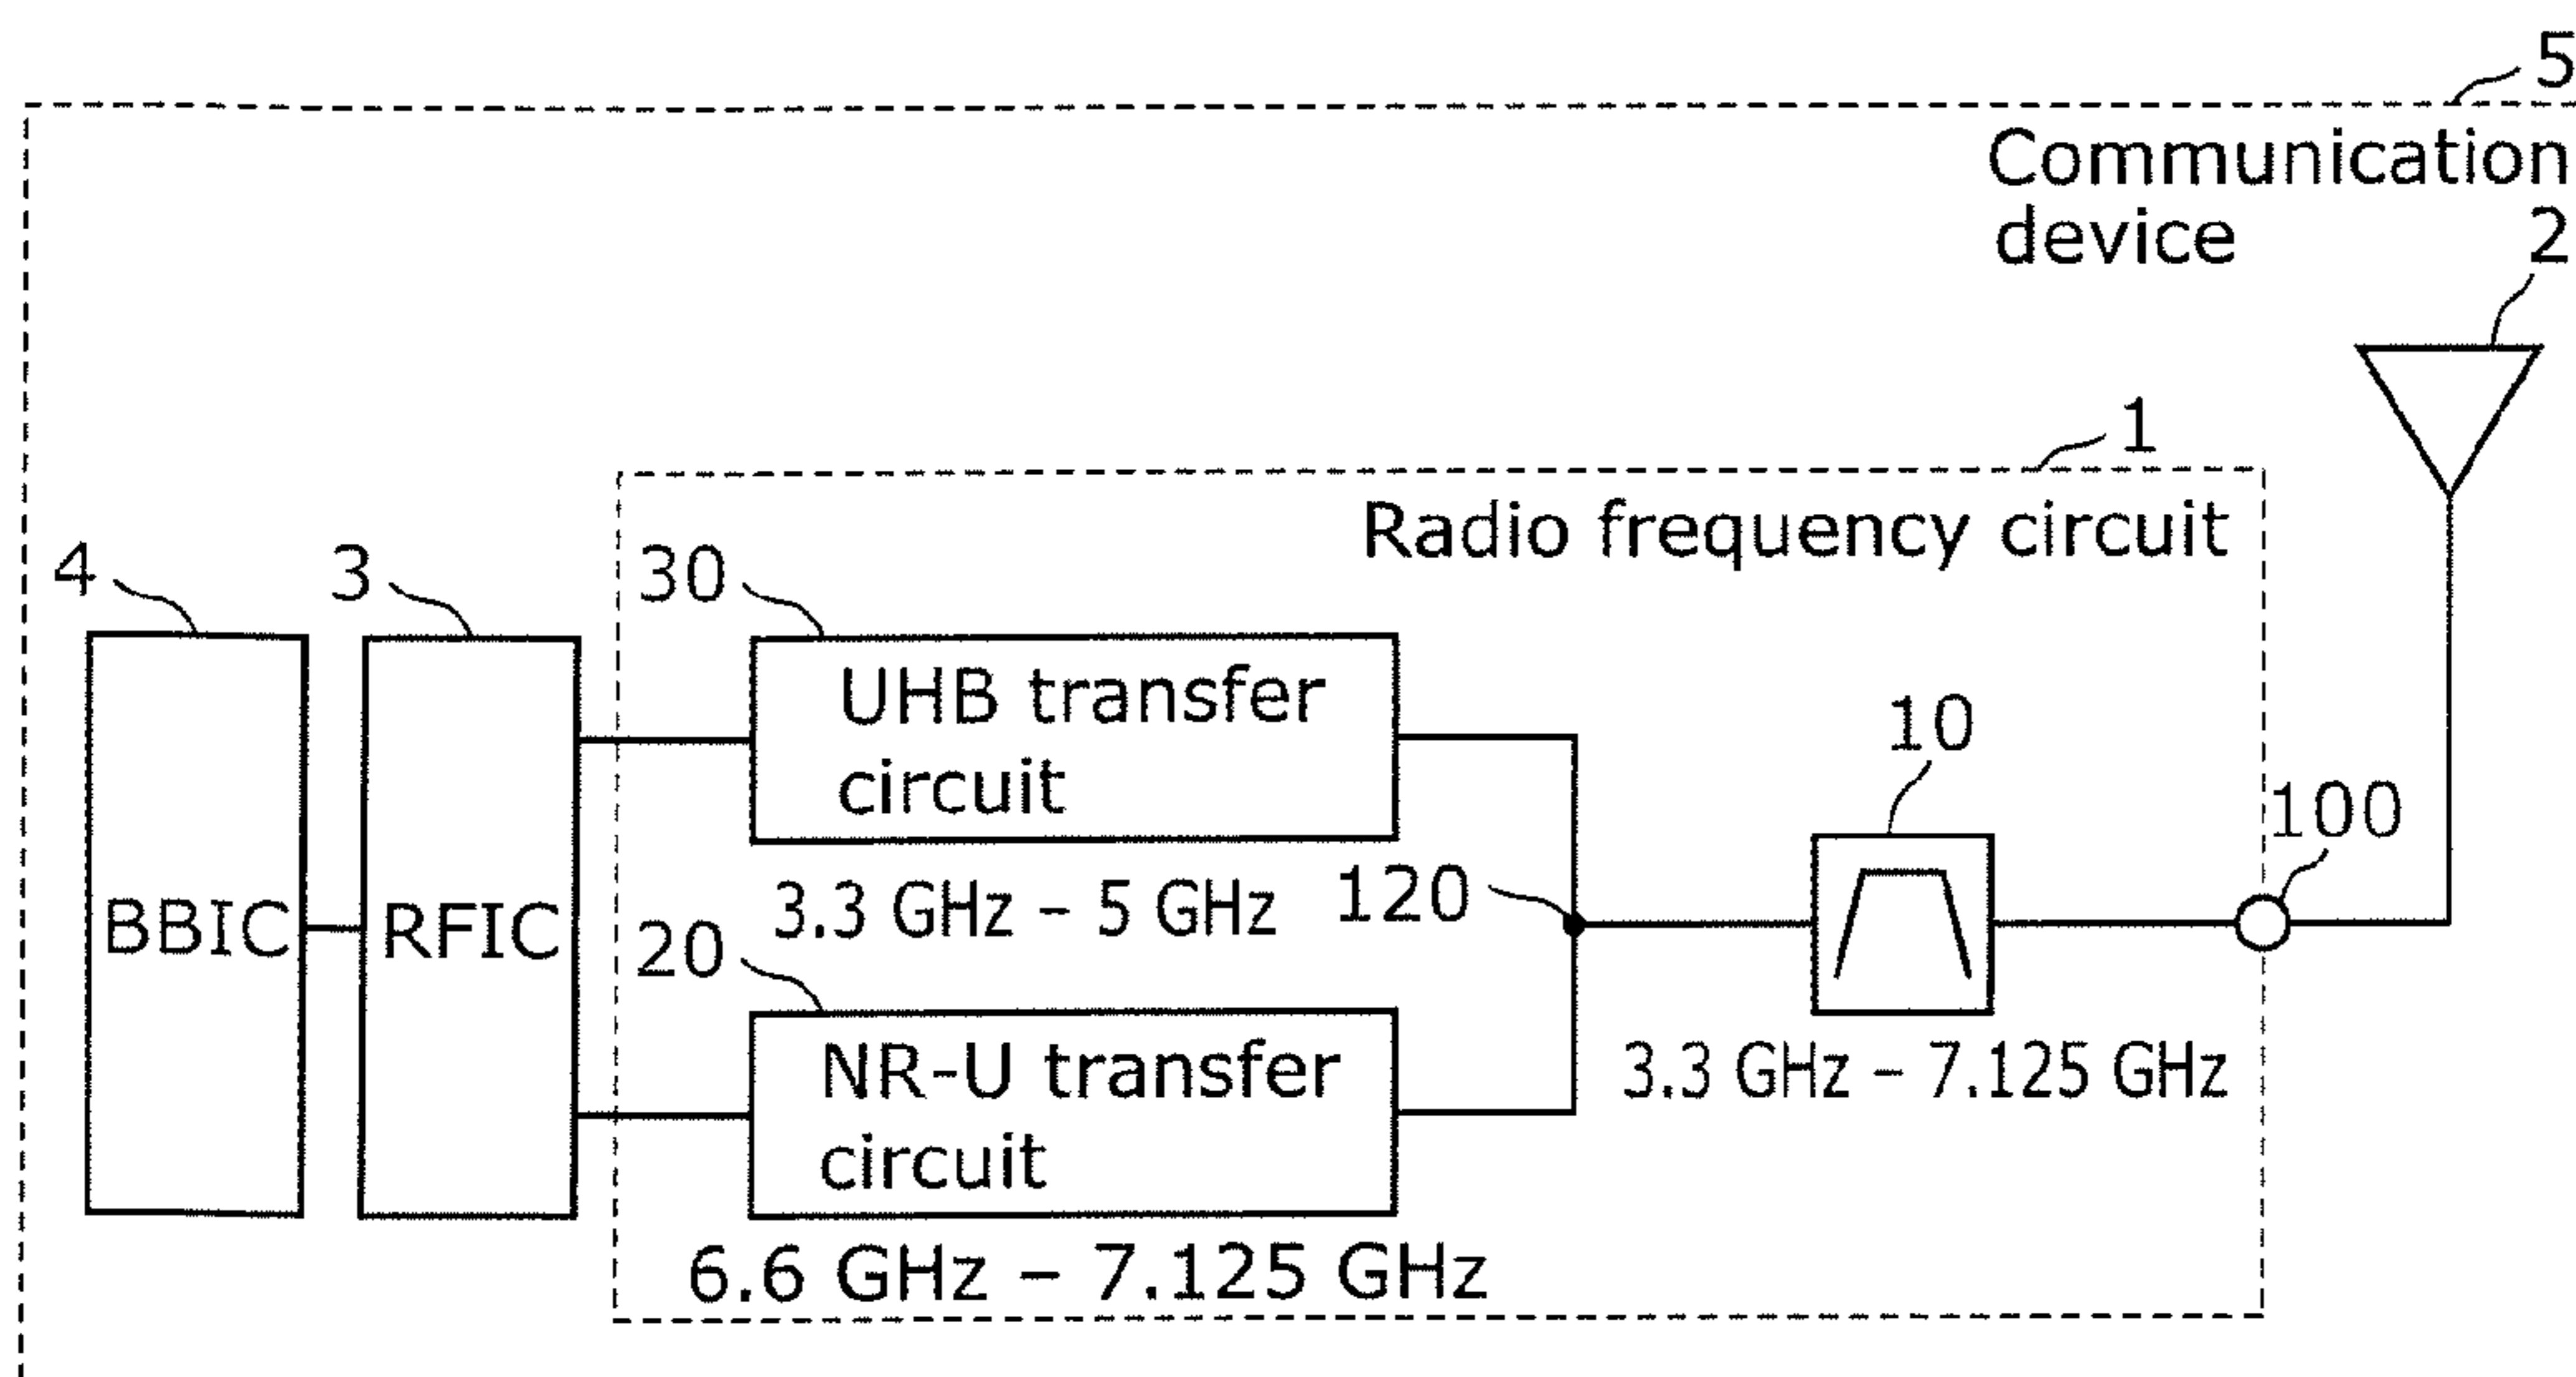 5
Communication
device
2
1
Radio frequency circuit
4
3
30
UHB transfer
circuit
10
100
BBIC
RFIC
3.3 GHz – 5 GHz
120
20
NR-U transfer
circuit
3.3 GHz – 7.125 GHz
6.6 GHz – 7.125 GHz